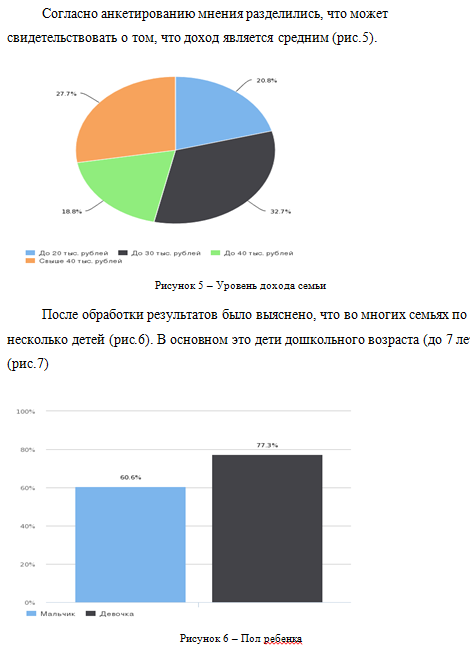 Согласно анкетированию мнения разделились, что может
свидетельствовать о том, что доход является средним (рис.5).
20.8%
27.7%
18.8%
32.7%
До 20 тыс. рублей До 30 тыс. рублей До 40 тыс. рублей
Свыше 40 тыс. рублей
Рисунок 5 – Уровень дохода семьи
После обработки результатов было выяснено, что во многих семьях по
несколько детей (рис.6). В основном это дети дошкольного возраста (до 7 ле
(рис.7)
100%
80%
77.3%
60.6%
60%
40%
20%
0%
Мальчик Девочка
Рисунок 6 – Пол ребенка